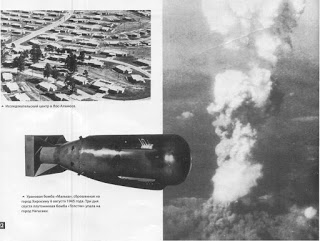 Исследовательский центр в Лос-Аламосе
Урановая бомба «Малыш», сброшенная на
город Хиросиму 6 августа 1945 года. Три дня
спустя плутониевая бомба «Толстяк» упала на
город Нагасаки.